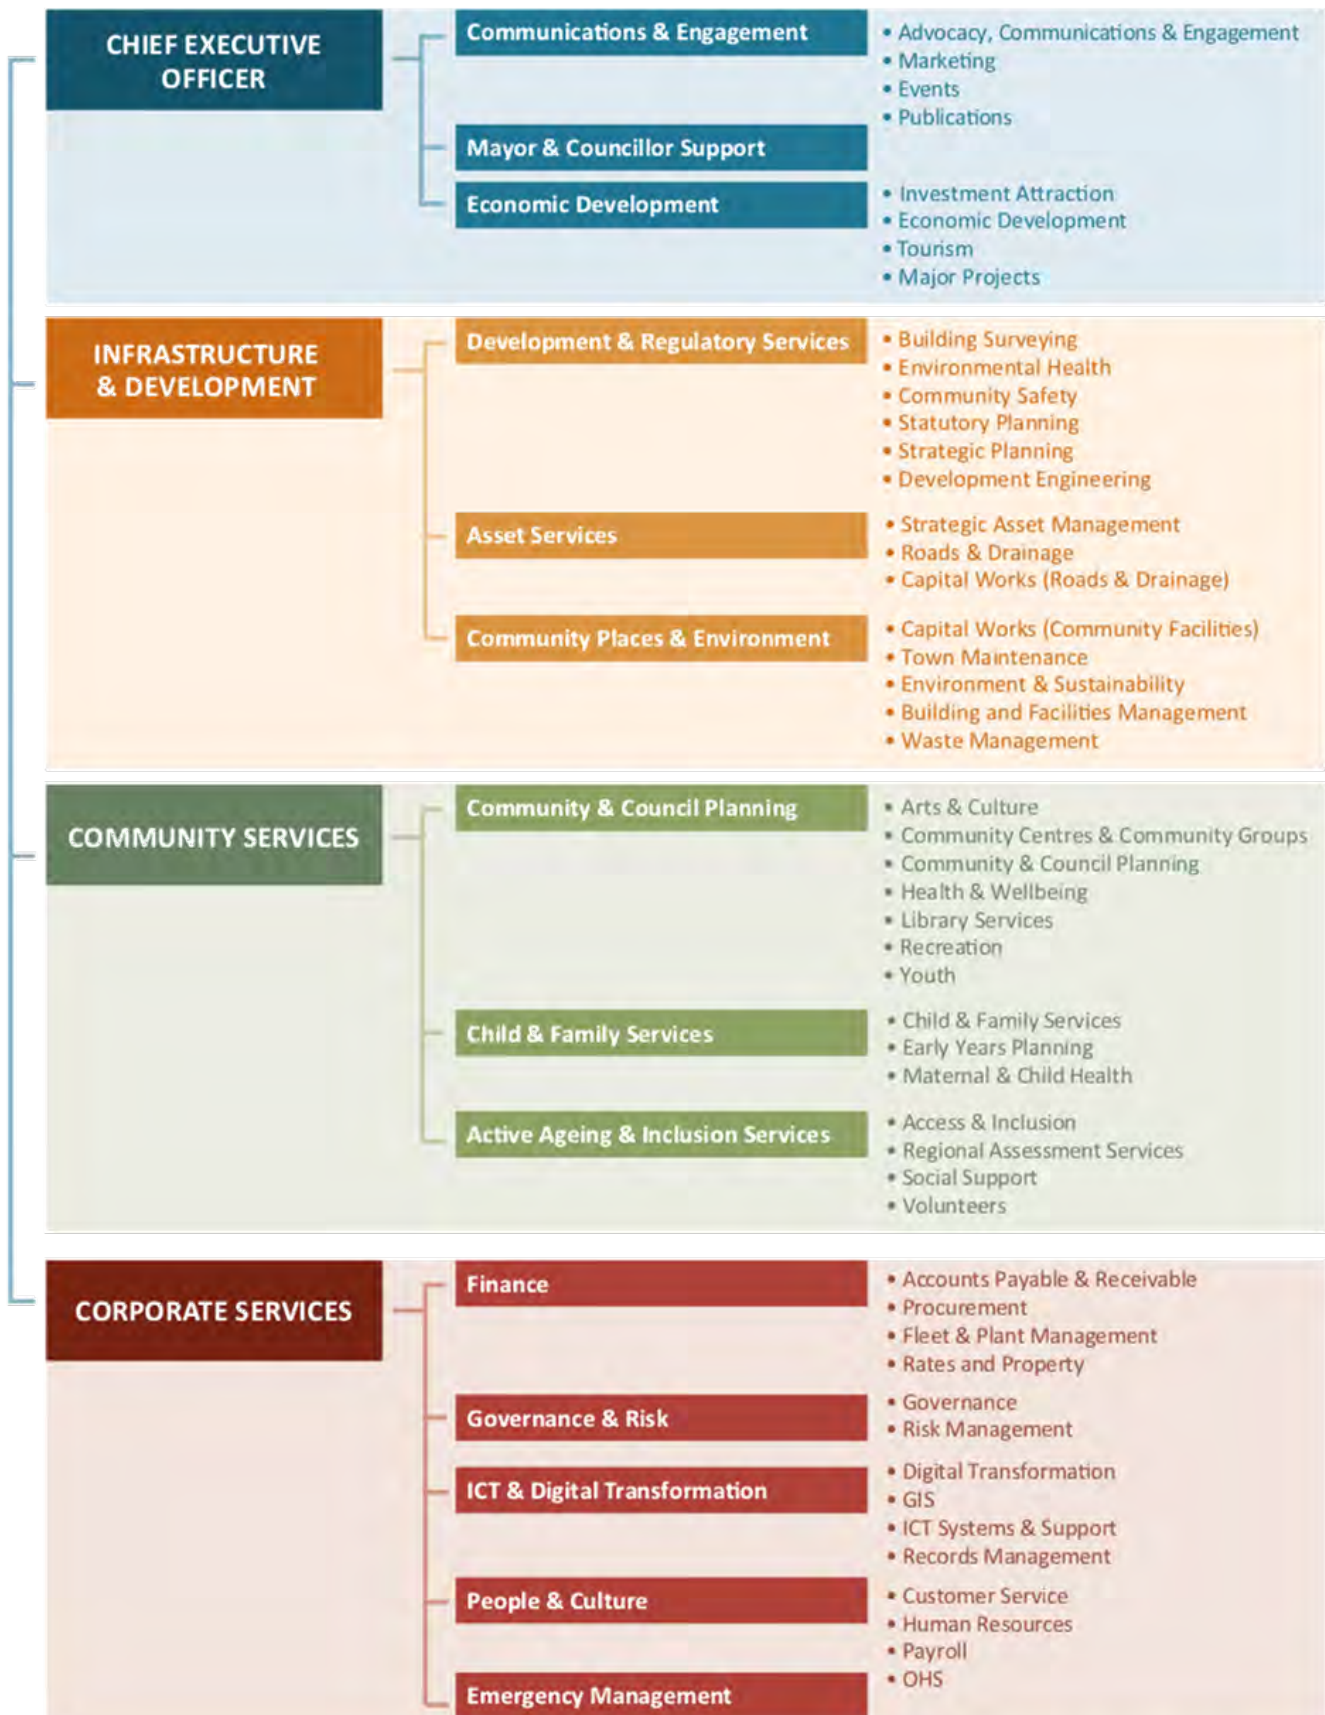 CHIEF EXECUTIVE
OFFICER
Communications & Engagement
• Advocacy, Communications & Engagement
• Marketing
• Events
• Publications
Mayor & Councillor Support
Economic Development
• Investment Attraction
• Economic Development
• Tourism
• Major Projects
INFRASTRUCTURE
& DEVELOPMENT
Development & Regulatory Services
• Building Surveying
• Environmental Health
• Community Safety
• Statutory Planning
• Strategic Planning
• Development Engineering
Asset Services
• Strategic Asset Management
• Roads & Drainage
• Capital Works (Roads & Drainage)
Community Places & Environment
• Capital Works (Community Facilities)
• Town Maintenance
• Environment & Sustainability
• Building and Facilities Management
• Waste Management
COMMUNITY SERVICES
Community & Council Planning
• Arts & Culture
• Community Centres & Community Groups
• Community & Council Planning
• Health & Wellbeing
• Library Services
• Recreation
• Youth
Child & Family Services
• Child & Family Services
• Early Years Planning
• Maternal & Child Health
Active Ageing & Inclusion Services
• Access & Inclusion
• Regional Assessment Services
• Social Support
• Volunteers
CORPORATE SERVICES
Finance
• Accounts Payable & Receivable
• Procurement
• Fleet & Plant Management
• Rates and Property
Governance & Risk
• Governance
• Risk Management
ICT & Digital Transformation
• Digital Transformation
• GIS
• ICT Systems & Support
• Records Management
People & Culture
• Customer Service
• Human Resources
• Payroll
• OHS
Emergency Management